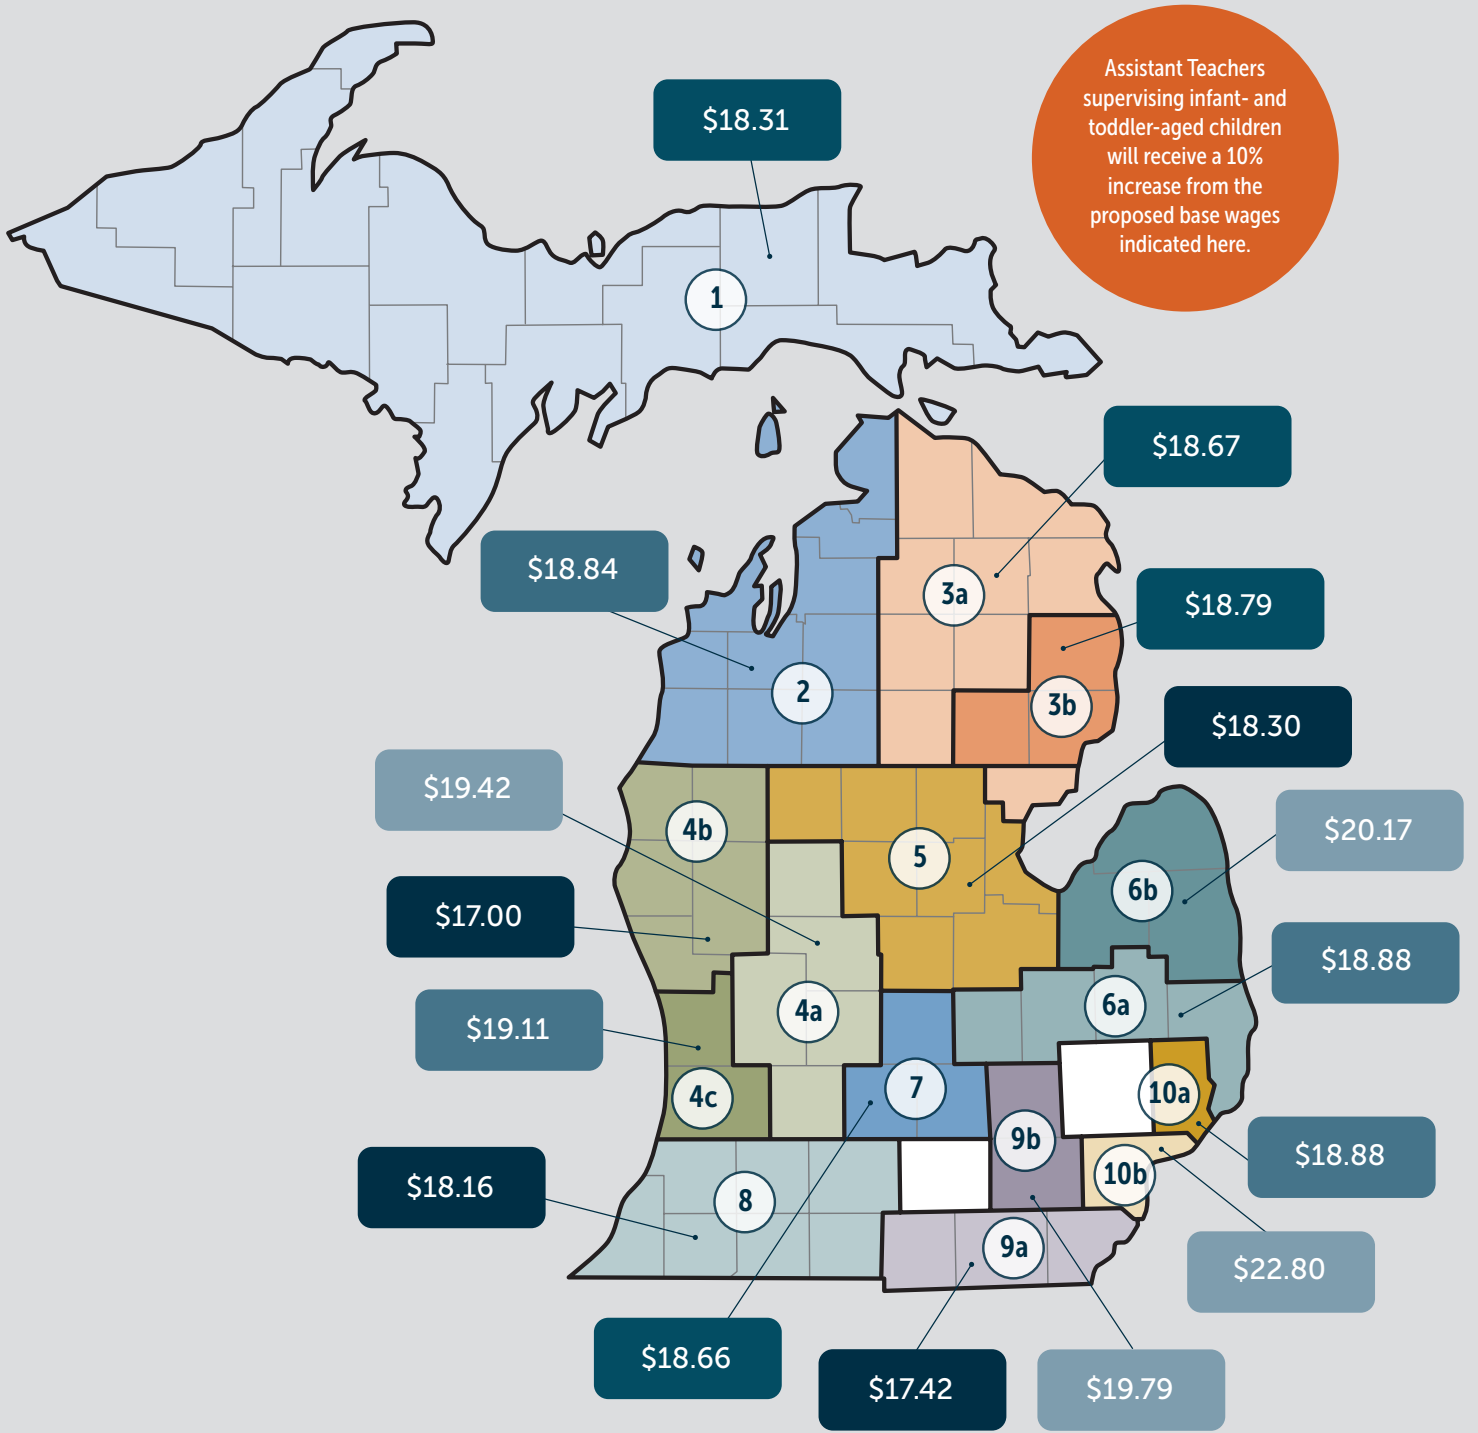 Assistant Teachers
supervising infant- and
toddler-aged children
will receive a 10%
increase from the
proposed base wages
indicated here.
$18.31
1
$18.67
$18.84
3a
$18.79
2
3b
$18.30
$19.42
4b
5
$20.17
6b
$17.00
$18.88
4a
6a
$19.11
4c
7
10a
9b
$18.88
10b
$18.16
8
9a
$22.80
$18.66
$17.42
$19.79